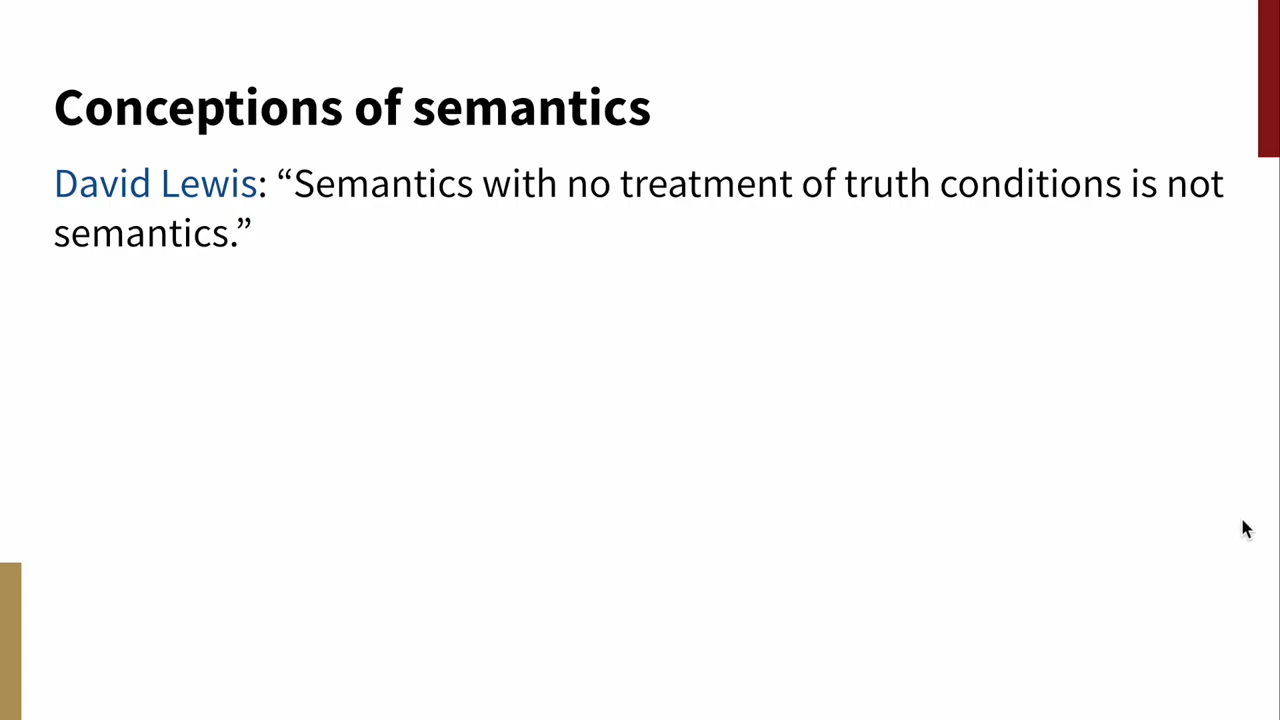 Conceptions of semantics
David Lewis: “Semantics with no treatment of truth conditions is not
semantics.”